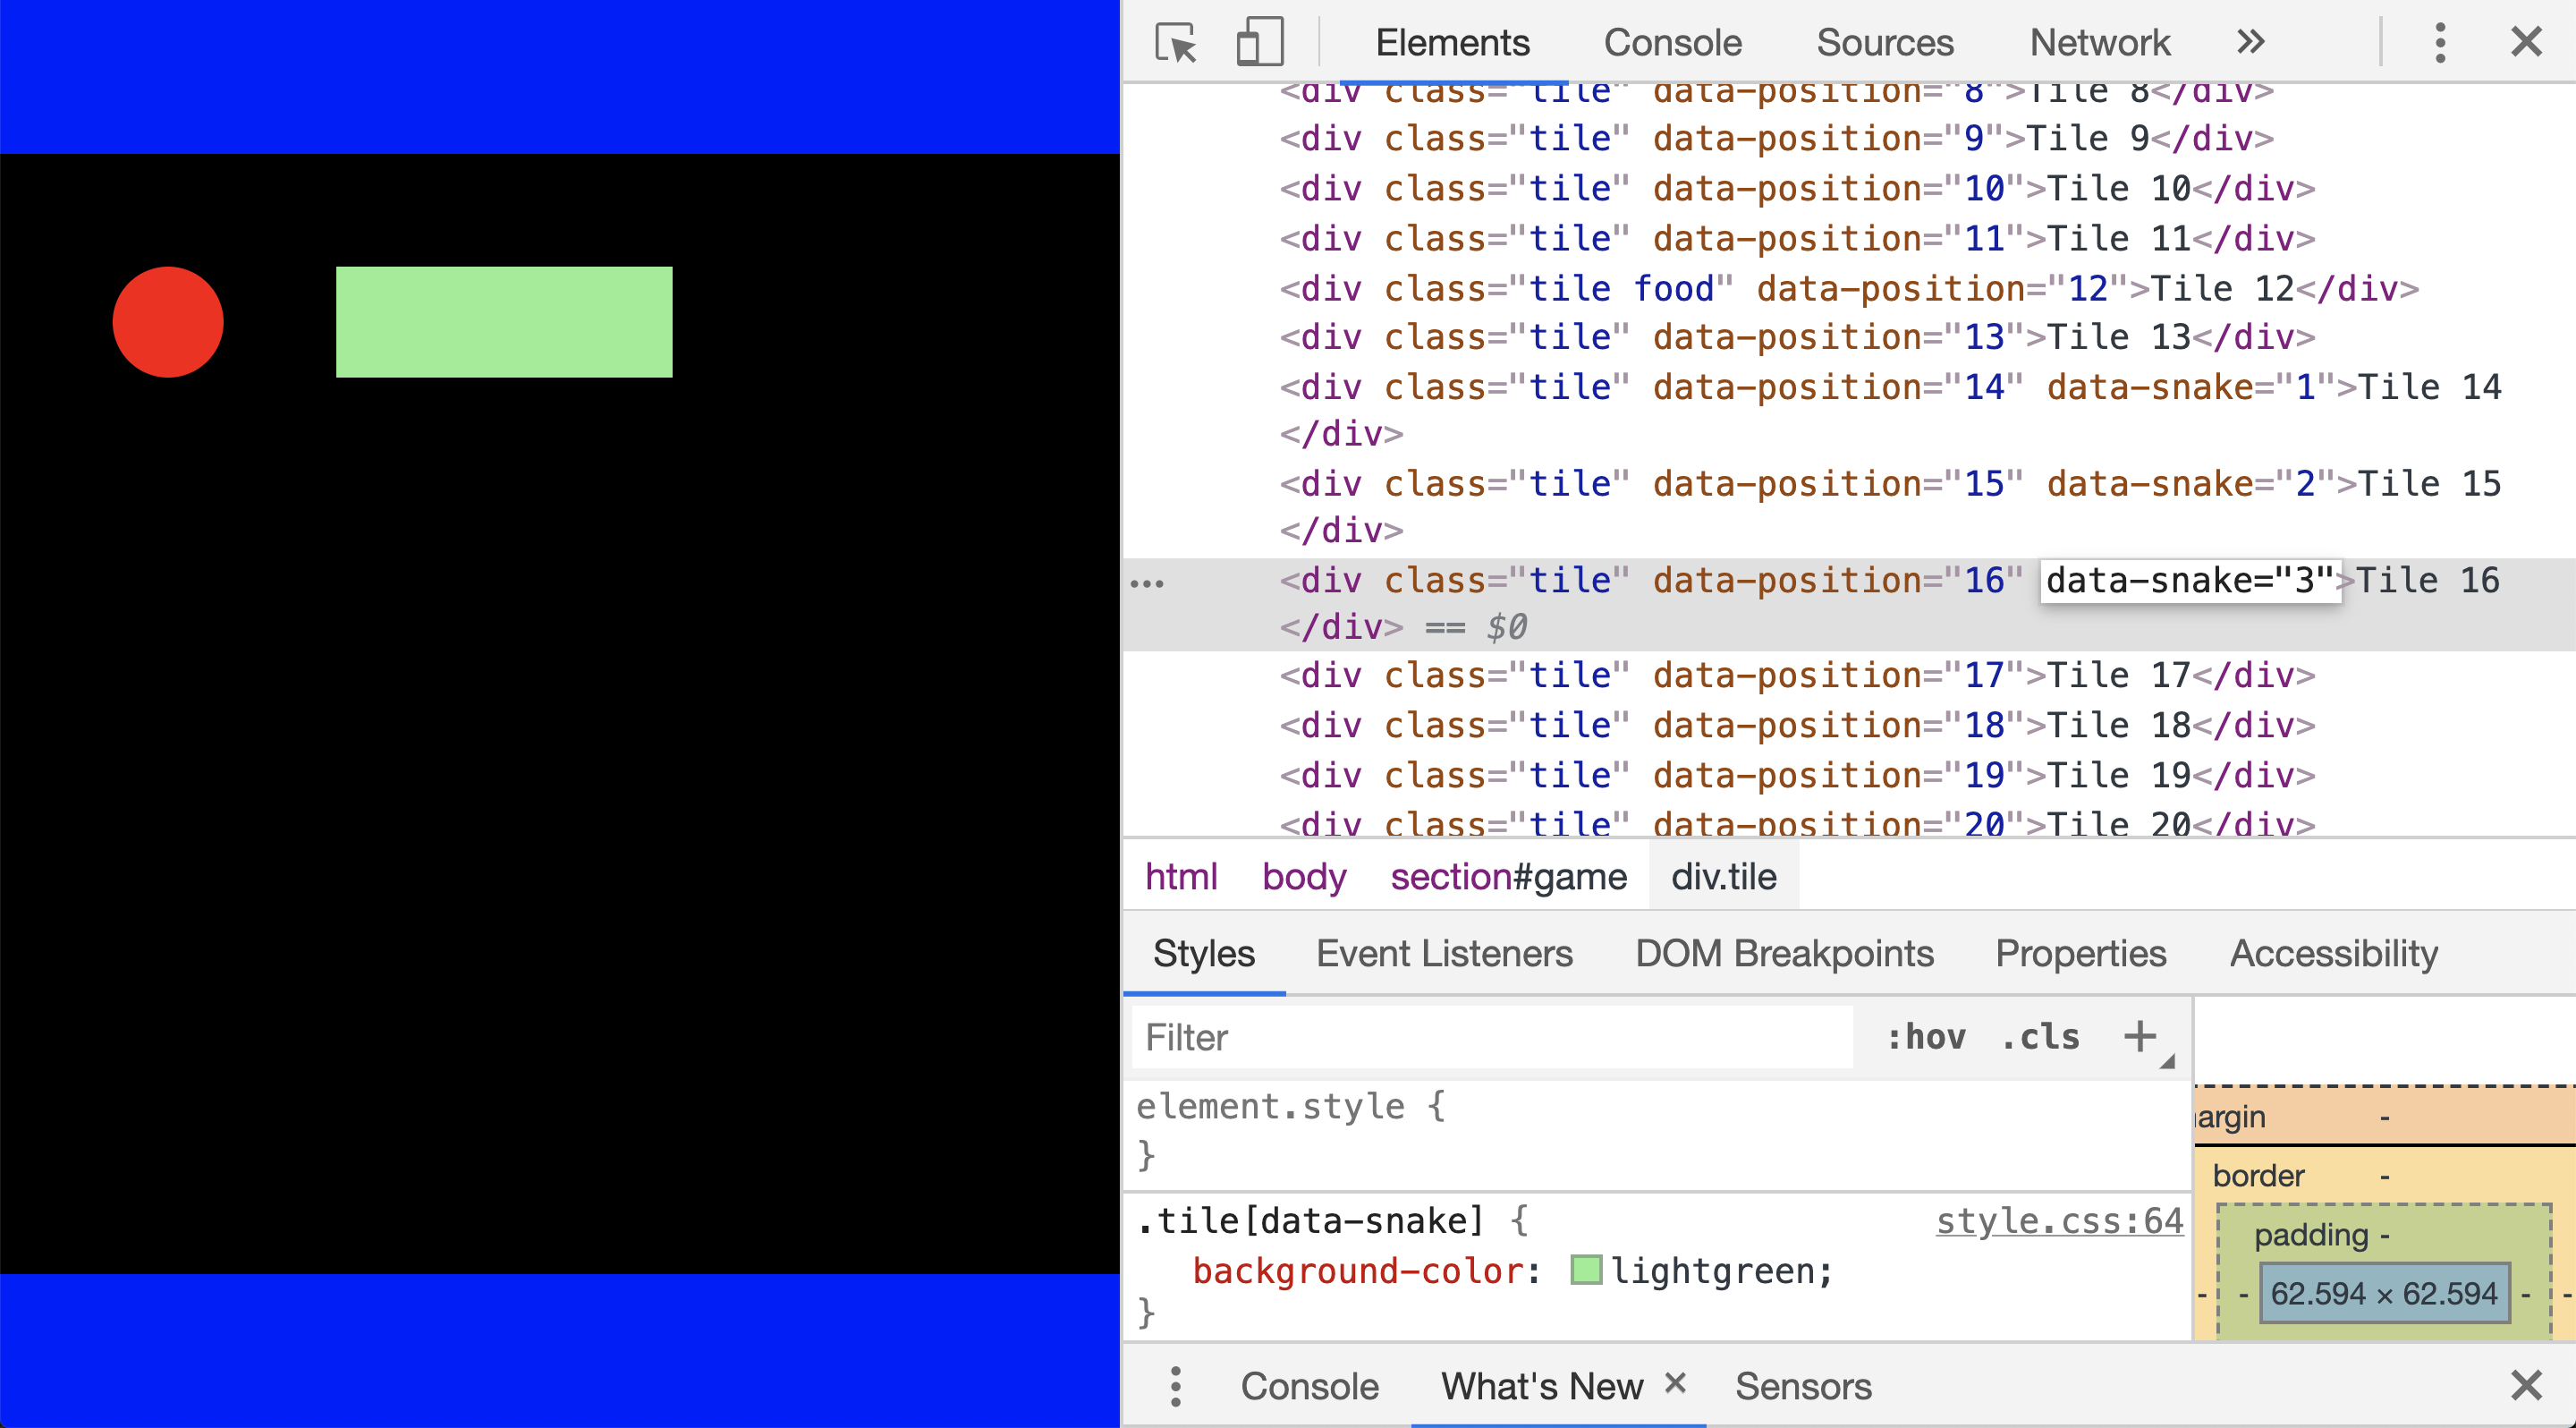 Elements Console Sources Network »
<div class="tile" data-position="8">Tile 8</div>
<div class="tile" data-position="9">Tile 9</div>
<div class="tile" data-position="10">Tile 10</div>
<div class="tile" data-position="11">Tile 11</div>
<div class="tile food" data-position="12">Tile 12</div>
<div class="tile" data-position="13">Tile 13</div>
<div class="tile" data-position="14" data-snake="1">Tile 14
</div>
<div class="tile" data-position="15" data-snake="2">Tile 15
</div>
<div class="tile" data-position="16" data-snake="3">Tile 16
</div> == $0
<div class="tile" data-position="17">Tile 17</div>
<div class="tile" data-position="18">Tile 18</div>
<div class="tile" data-position="19">Tile 19</div>
<div class="tile" data-position="20">Tile 20</div>
html body section#game div.tile
Styles Event Listeners DOM Breakpoints Properties Accessibility
Filter :hov .cls +
element.style {
}
.tile[data-snake] { style.css:64
background-color: lightgreen;
}
argin -
border -
padding -
- - 62.594 × 62.594 - -
Console What's New × Sensors